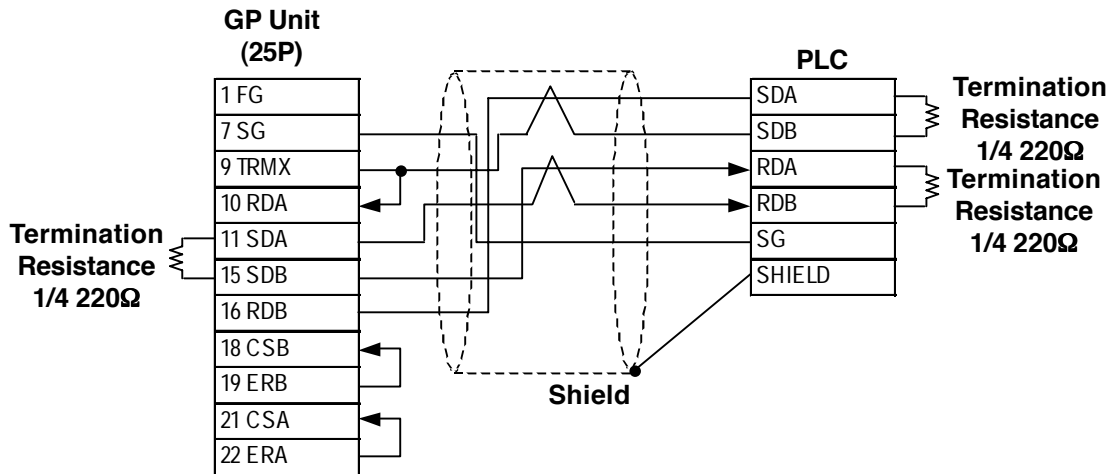 GP Unit
(25P)
1 FG
7 SG
9 TRMX
10 RDA
11 SDA
15 SDB
16 RDB
18 CSB
19 ERB
21 CSA
22 ERA
Termination
Resistance
1/4 220Ω
Shield
PLC
SDA
SDB
RDA
RDB
SG
SHIELD
Termination
Resistance
1/4 220Ω
Termination
Resistance
1/4 220Ω